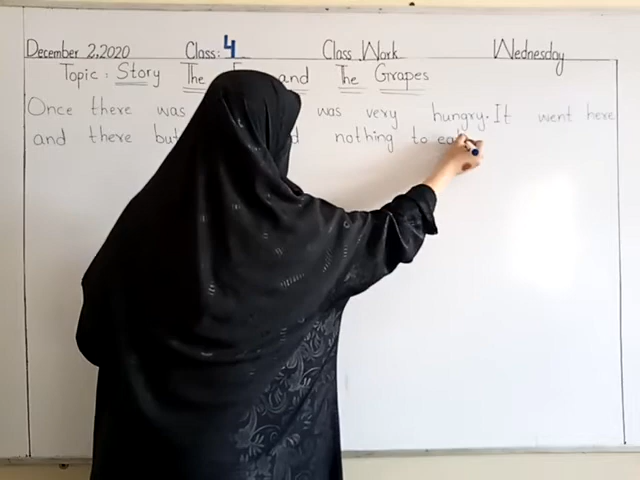 December 2,2020 Class: 4 Class Work Wednesday
Topic : Story The and The Grapes
Once there was was very hungry. It went here
and there but nothing to ea